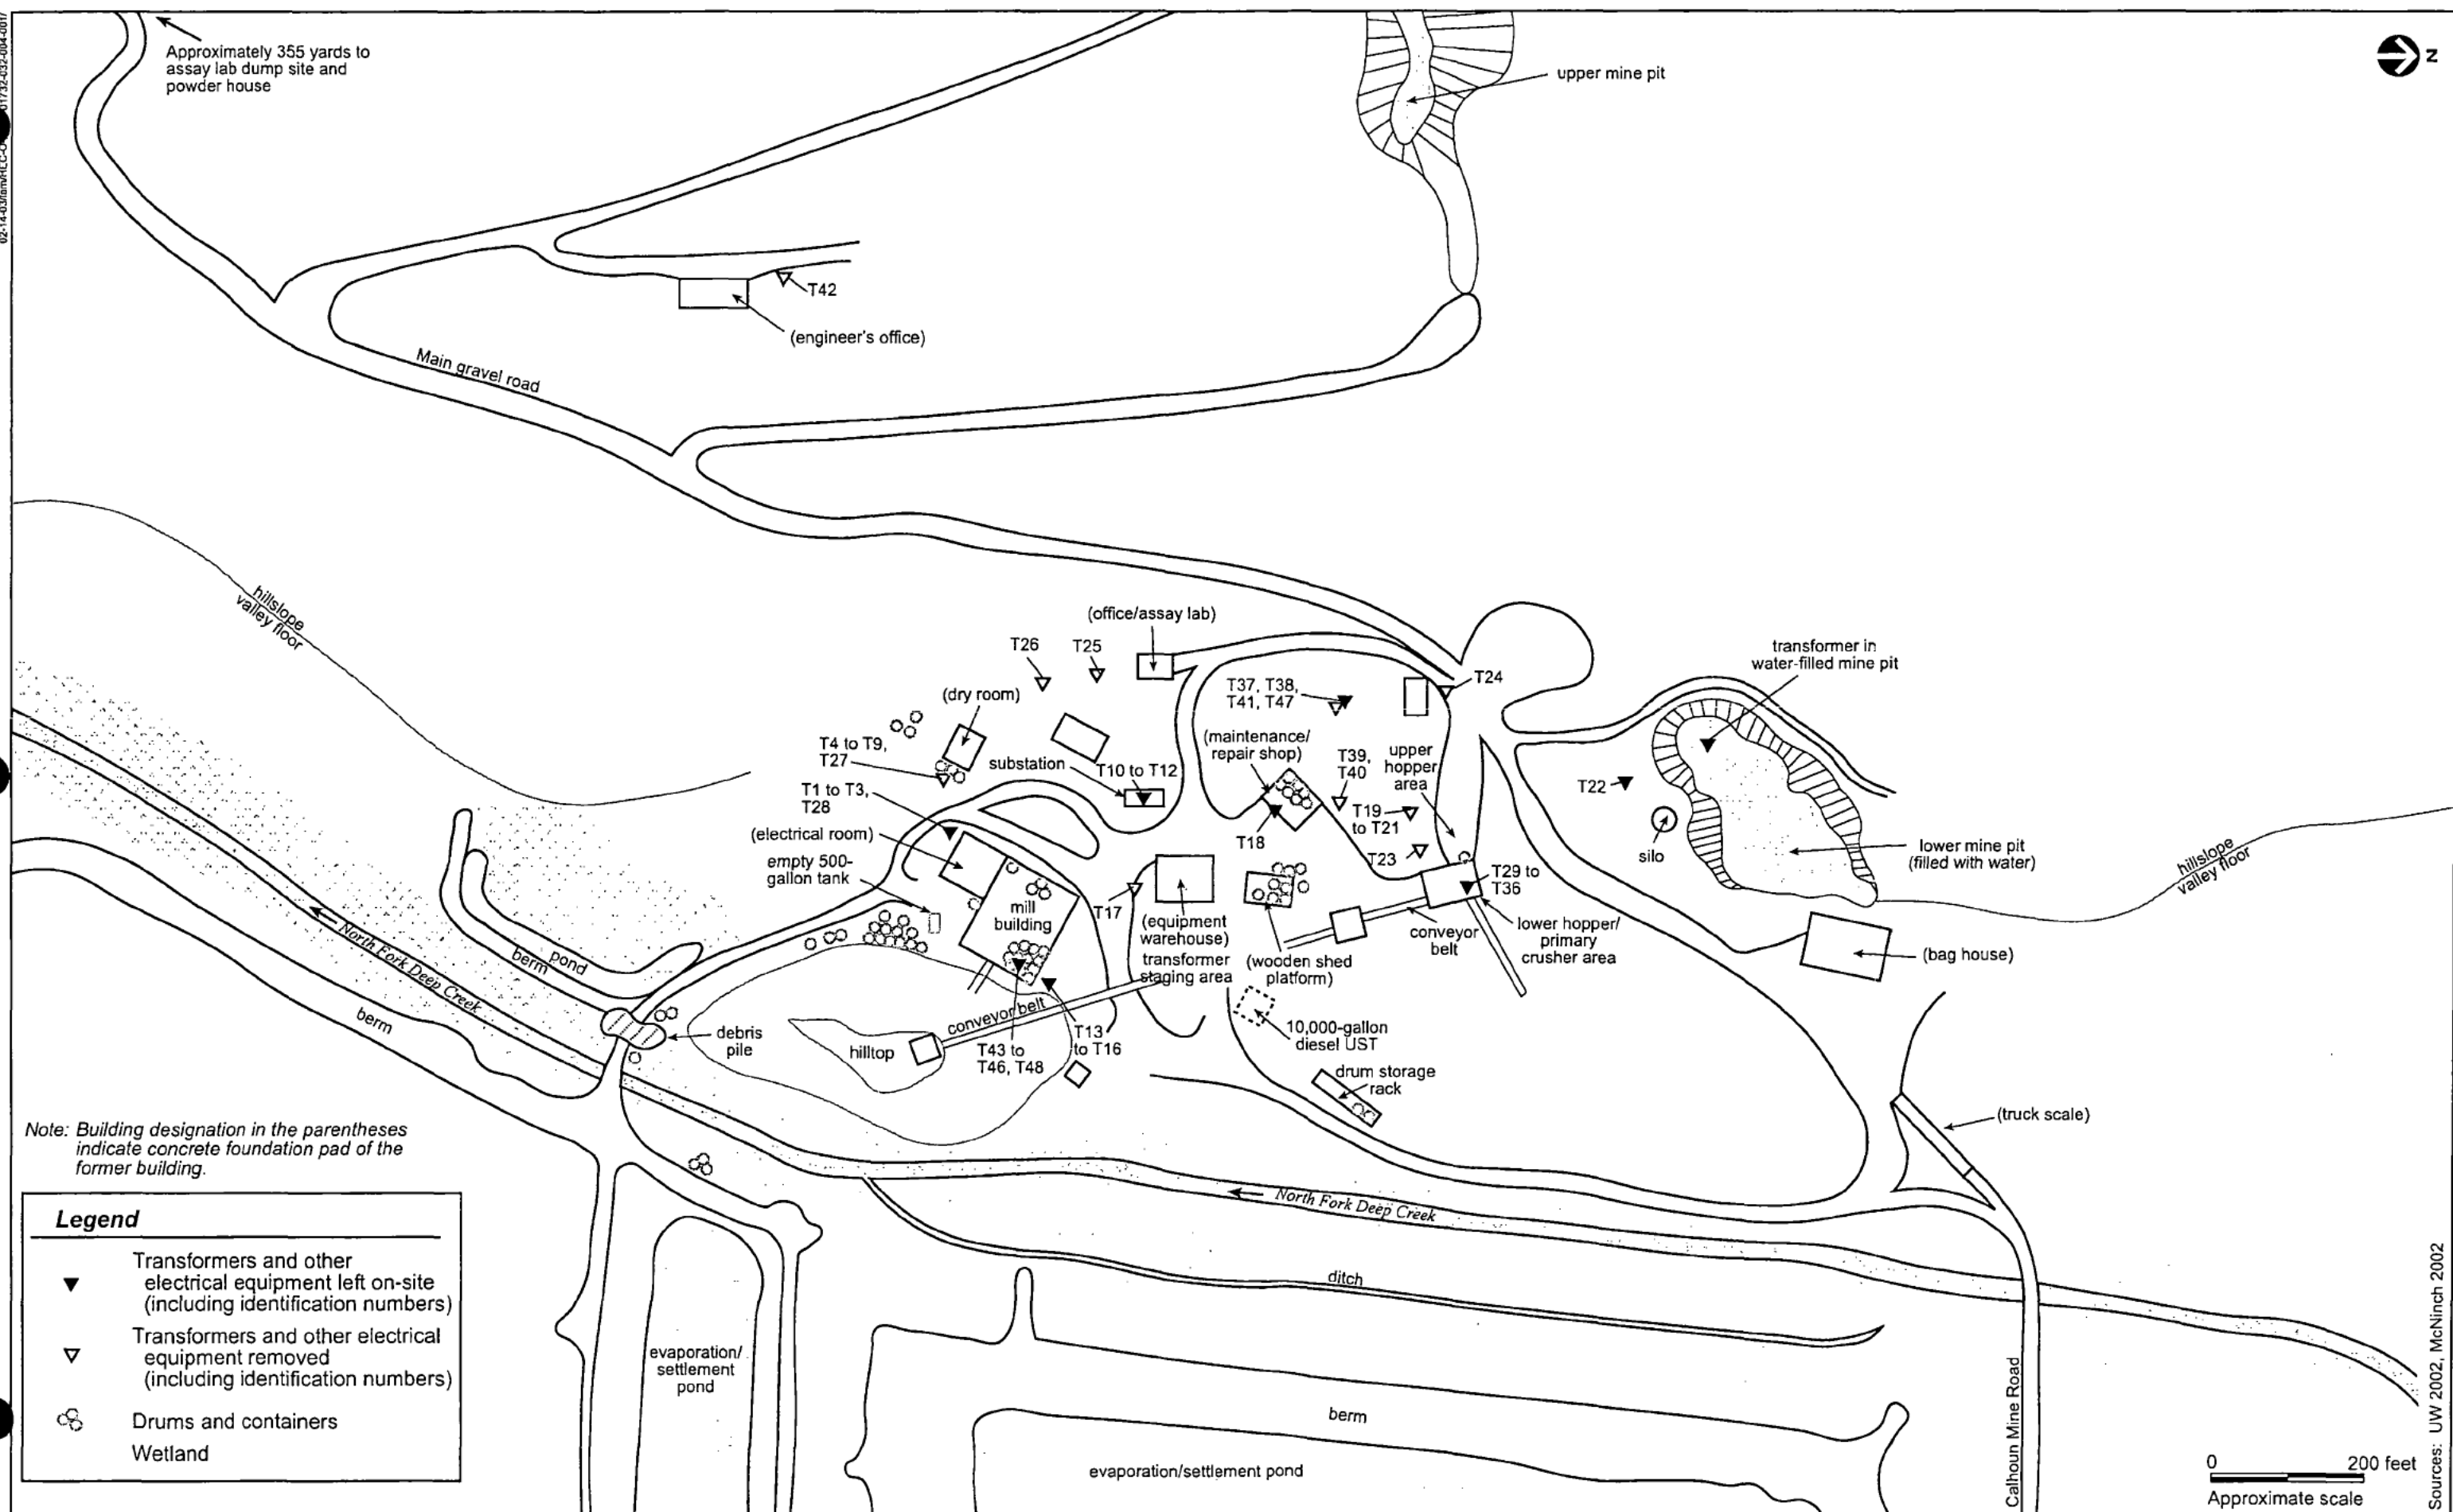 Approximately 355 yards to
assay lab dump site and
powder house
upper mine pit
Z
T42
(engineer's office)
Main gravel road
hillslope
valley floor
(office/assay lab)
T26
T25
(dry room)
T4 to T9,
T27
substation
T10 to T12
T1 to T3,
T28
(electrical room)
empty 500-
gallon tank
mill
building
T37, T38,
T41, T47
T24
(maintenance/
repair shop)
T39,
T40
upper
hopper
area
T19
to T21
T18
T23
T29 to
T36
T17
(equipment
warehouse)
transformer
staging area
(wooden shed
platform)
conveyor
belt
lower hopper/
primary
crusher area
transformer in
water-filled mine pit
T22
silo
lower mine pit
(filled with water)
hillslope
valley floor
(bag house)
North Fork Deep Creek
berm
pond
berm
debris
pile
hilltop
conveyor belt
T43 to
T46, T48
T13
to T16
10,000-gallon
diesel UST
drum storage
rack
(truck scale)
North Fork Deep Creek
ditch
evaporation/
settlement
pond
berm
evaporation/settlement pond
Calhoun Mine Road
Note: Building designation in the parentheses
indicate concrete foundation pad of the
former building.
Legend
Transformers and other
electrical equipment left on-site
(including identification numbers)
Transformers and other electrical
equipment removed
(including identification numbers)
Drums and containers
Wetland
0 200 feet
Approximate scale
Sources: UW 2002, McNinch 2002